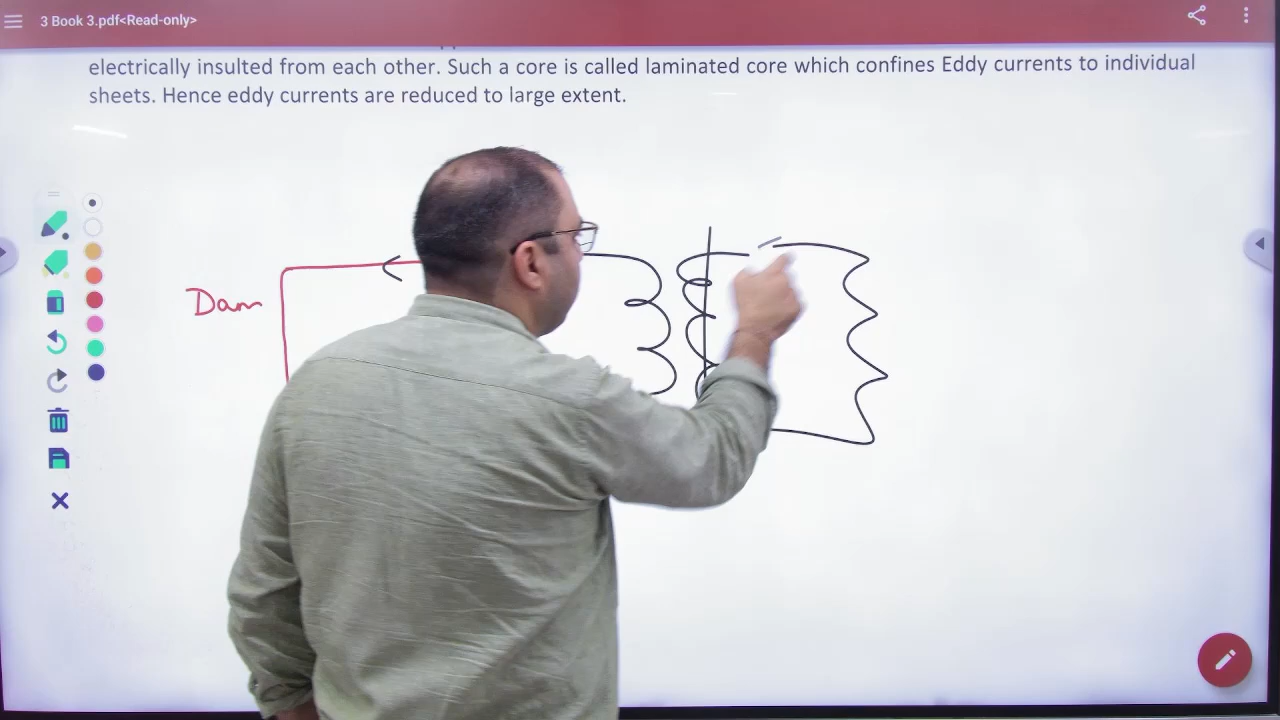 3 Book 3.pdf<Read-only>
electrically insulted from each other. Such a core is called laminated core which confines Eddy currents to individual
sheets. Hence eddy currents are reduced to large extent.
Dam